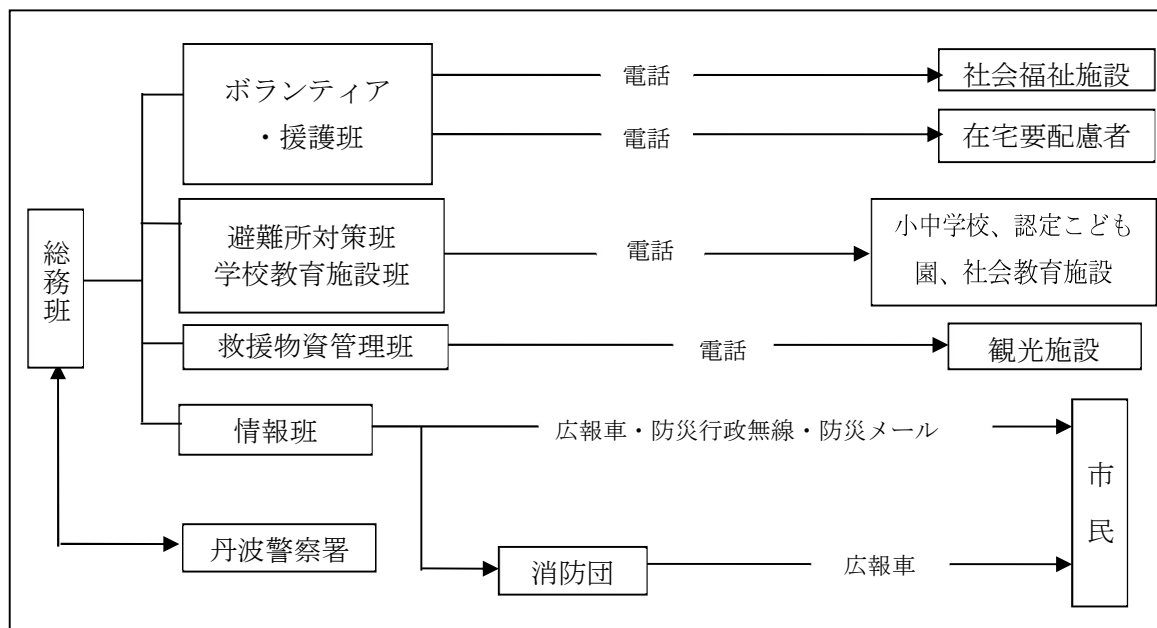 ボランティア
・援護班
電話
社会福祉施設
電話
在宅要配慮者
総務班
避難所対策班
学校教育施設班
電話
小中学校、認定こども
園、社会教育施設
救援物資管理班
電話
観光施設
情報班
広報車・防災行政無線・防災メール
市民
丹波警察署
消防団
広報車